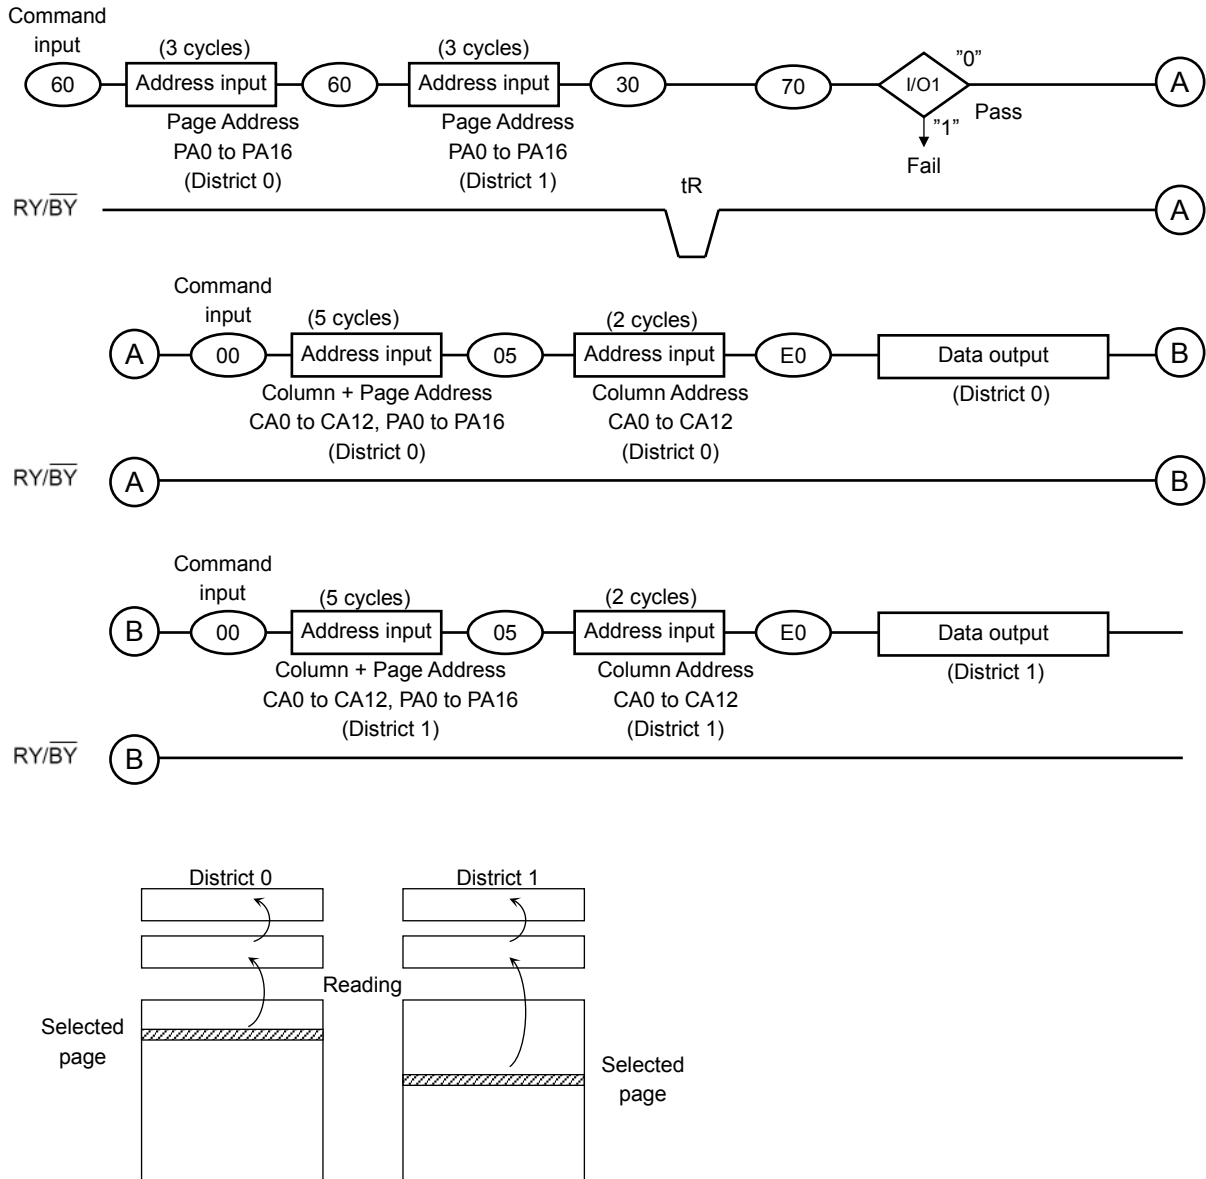 Command
input
(3 cycles) (3 cycles)
60 Address input 60 Address input 30 70 I/O1 "0" A
Page Address Page Address "1" Pass
PA0 to PA16 PA0 to PA16 Fail
(District 0) (District 1)
tR
RY/B̅Y̅ A
Command
input
(5 cycles) (2 cycles)
A 00 Address input 05 Address input E0 Data output B
Column + Page Address Column Address (District 0)
CA0 to CA12, PA0 to PA16 CA0 to CA12
(District 0) (District 0)
RY/B̅Y̅ A B
Command
input
(5 cycles) (2 cycles)
B 00 Address input 05 Address input E0 Data output
Column + Page Address Column Address (District 1)
CA0 to CA12, PA0 to PA16 CA0 to CA12
(District 1) (District 1)
RY/B̅Y̅ B
District 0 District 1
Reading
Selected
page
Selected
page